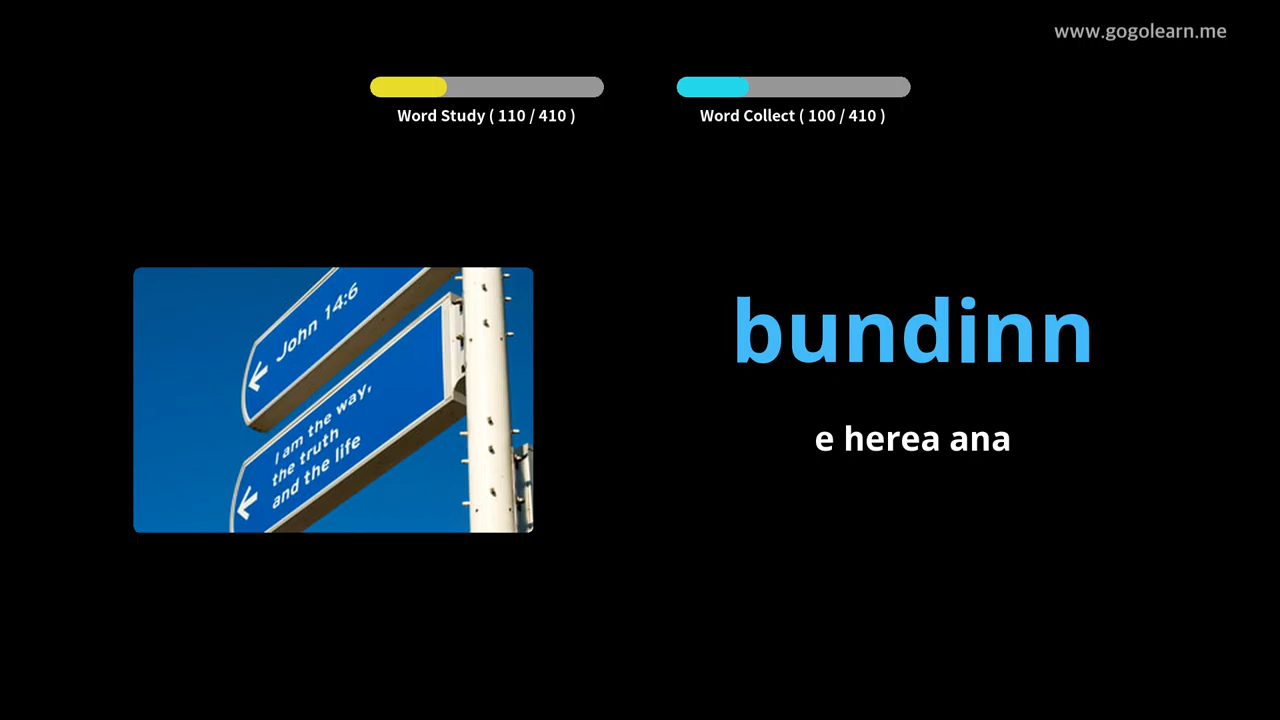 www.gogolearn.me
Word Study ( 110 / 410 )
Word Collect ( 100 / 410 )
John 14:6
I am the way,
the truth
and the life
bundinn
e herea ana